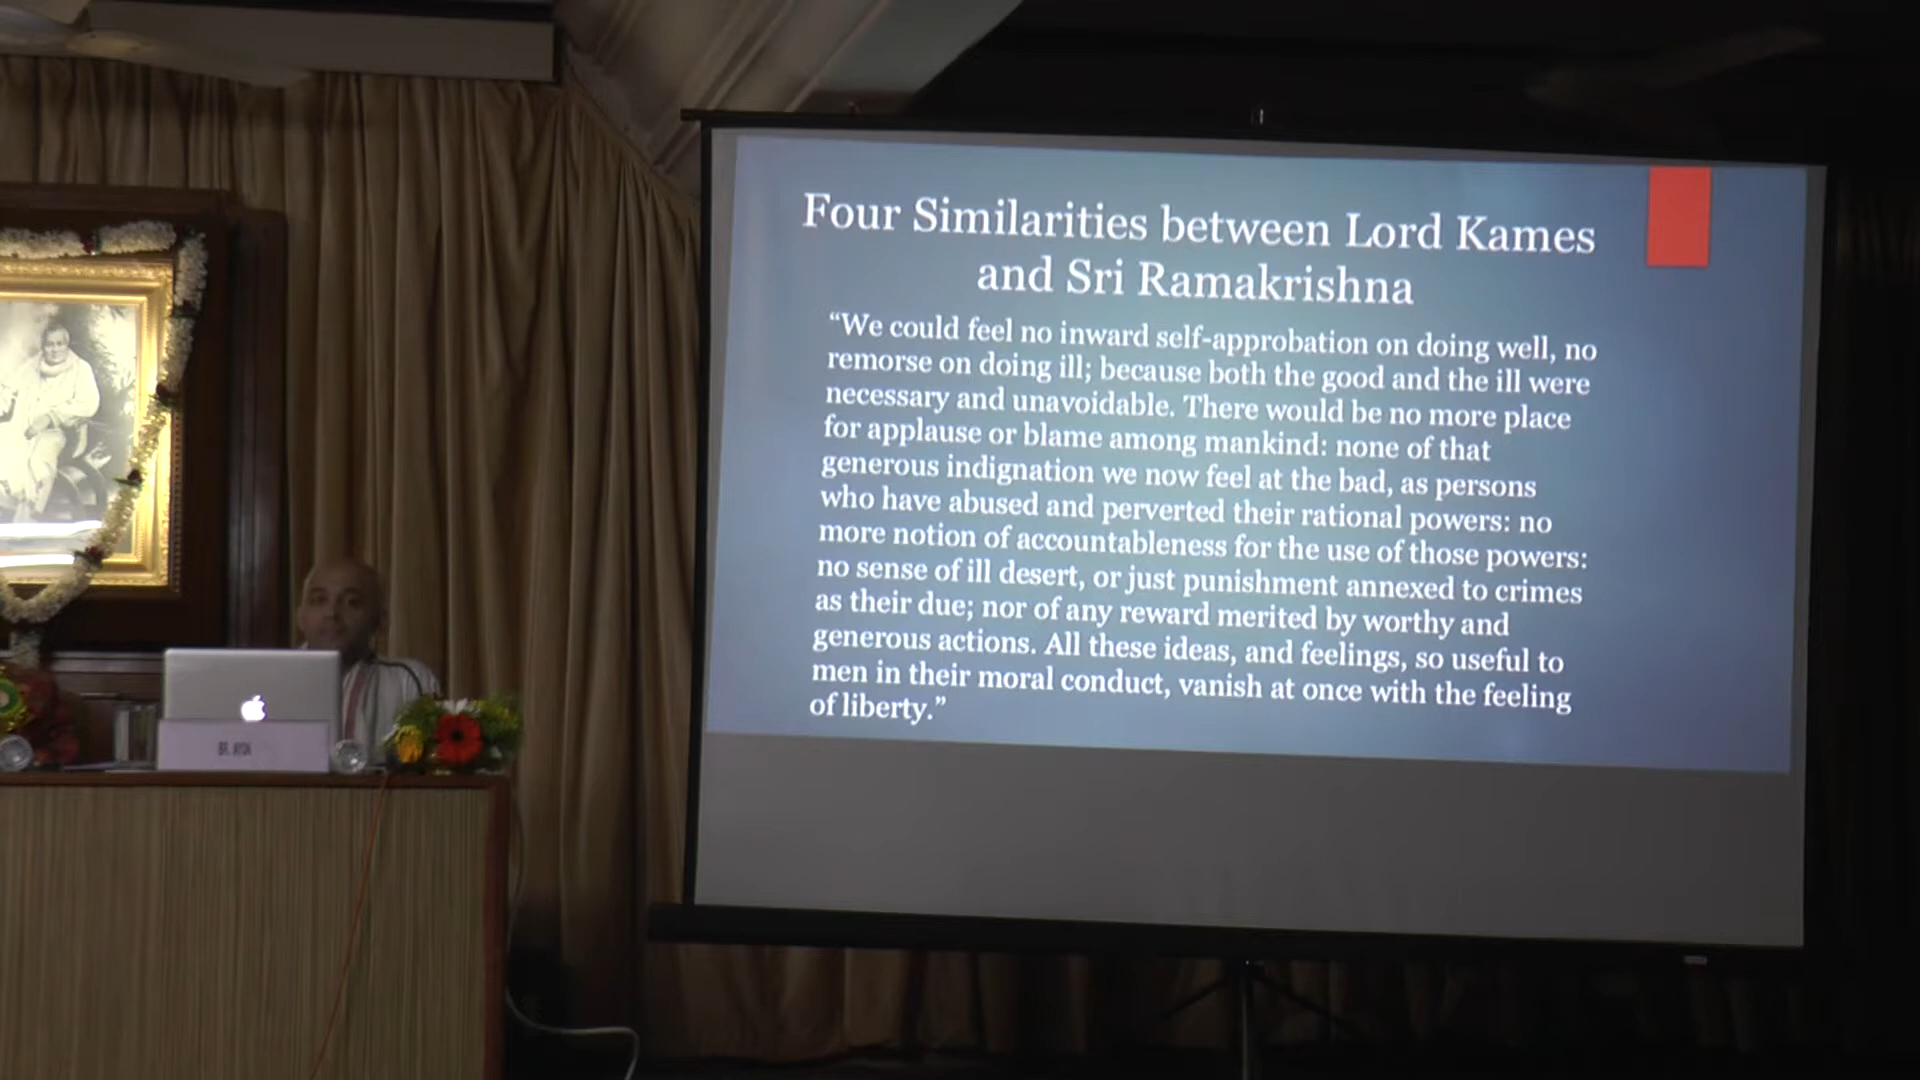 Four Similarities between Lord Kames
and Sri Ramakrishna
“We could feel no inward self-approbation on doing well, no
remorse on doing ill; because both the good and the ill were
necessary and unavoidable. There would be no more place
for applause or blame among mankind: none of that
generous indignation we now feel at the bad, as persons
who have abused and perverted their rational powers: no
more notion of accountableness for the use of those powers:
no sense of ill desert, or just punishment annexed to crimes
as their due; nor of any reward merited by worthy and
generous actions. All these ideas, and feelings, so useful to
men in their moral conduct, vanish at once with the feeling
of liberty.”
BR.